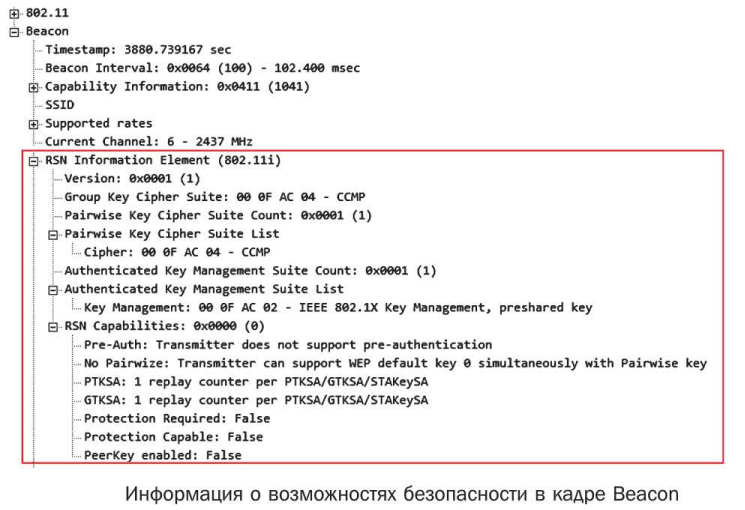 802.11
Beacon
Timestamp: 3880.739167 sec
Beacon Interval: 0x0064 (100) - 102.400 msec
Capability Information: 0x0411 (1041)
SSID
Supported rates
Current Channel: 6 - 2437 MHz
RSN Information Element (802.11i)
Version: 0x0001 (1)
Group Key Cipher Suite: 00 0F AC 04 - CCMP
Pairwise Key Cipher Suite Count: 0x0001 (1)
Pairwise Key Cipher Suite List
Cipher: 00 0F AC 04 - CCMP
Authenticated Key Management Suite Count: 0x0001 (1)
Authenticated Key Management Suite List
Key Management: 00 0F AC 02 - IEEE 802.1X Key Management, preshared key
RSN Capabilities: 0x0000 (0)
Pre-Auth: Transmitter does not support pre-authentication
No Pairwize: Transmitter can support WEP default key 0 simultaneously with Pairwise key
PTKSA: 1 replay counter per PTKSA/GTKSA/STAKeySA
GTKSA: 1 replay counter per PTKSA/GTKSA/STAKeySA
Protection Required: False
Protection Capable: False
PeerKey enabled: False
Информация о возможностях безопасности в кадре Beacon